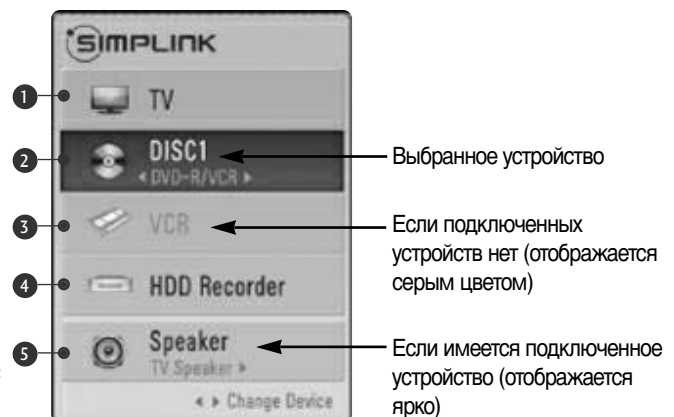 SIMPLINK
1 TV
2 DISC1
◂ DVD-R/VCR ▸
Выбранное устройство
3 VCR
Если подключенных
устройств нет (отображается
серым цветом)
4 HDD Recorder
5 Speaker
TV Speaker ▸
Если имеется подключенное
устройство (отображается
ярко)
◂ ▸ Change Device